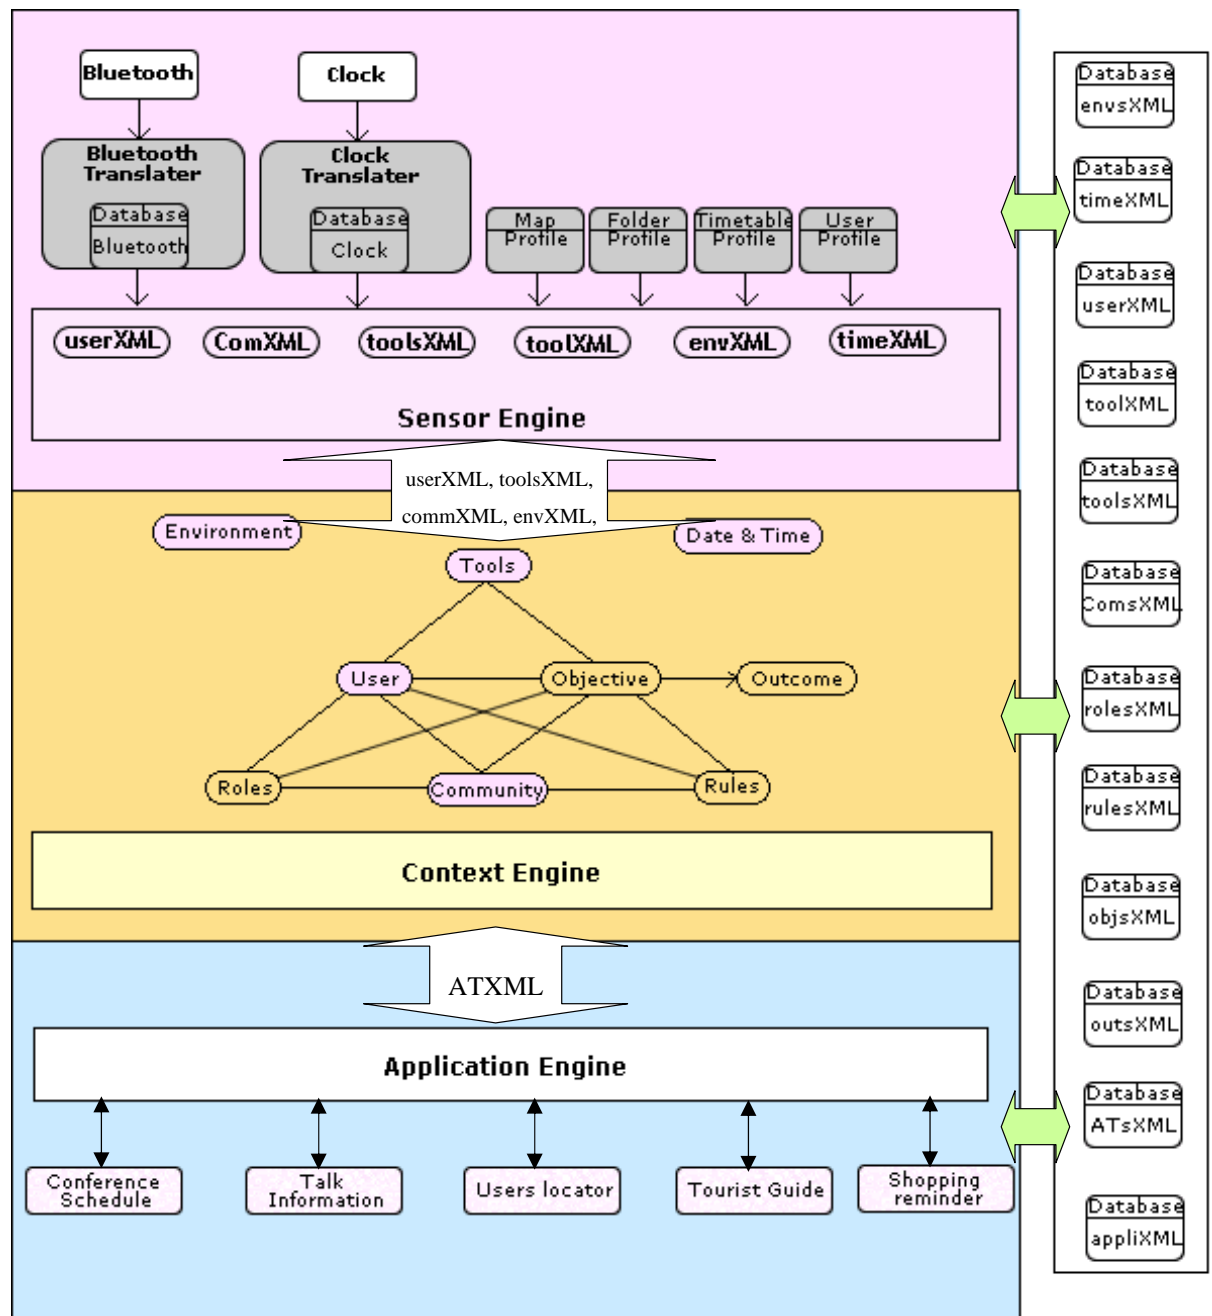 Bluetooth
Clock
Bluetooth
Translater
Database
Bluetooth
Clock
Translater
Database
Clock
Map
Profile
Folder
Profile
Timetable
Profile
User
Profile
userXML
ComXML
toolsXML
toolXML
envXML
timeXML
Sensor Engine
userXML, toolsXML,
commXML, envXML,
Environment
Date & Time
Tools
User
Objective
Outcome
Roles
Community
Rules
Context Engine
ATXML
Application Engine
Conference
Schedule
Talk
Information
Users locator
Tourist Guide
Shopping
reminder
Database
envsXML
Database
timeXML
Database
userXML
Database
toolXML
Database
toolsXML
Database
ComsXML
Database
rolesXML
Database
rulesXML
Database
objsXML
Database
outsXML
Database
ATsXML
Database
appliXML